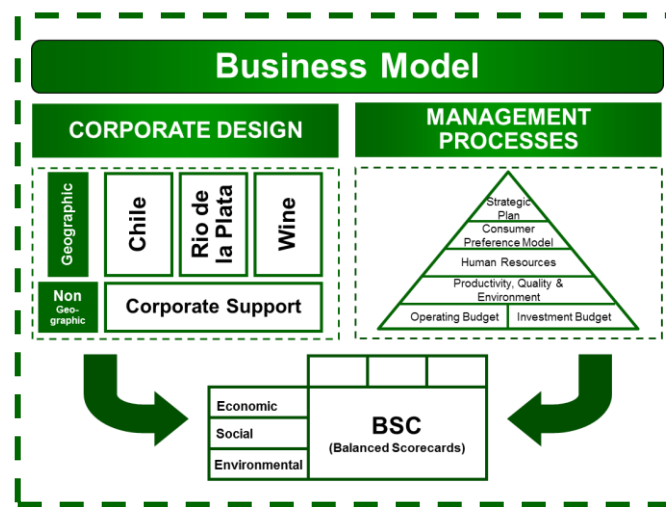 Business Model
CORPORATE DESIGN
MANAGEMENT
PROCESSES
Geographic
Chile
Rio de
la Plata
Wine
Non
Geo-
graphic
Corporate Support
Strategic
Plan
Consumer
Preference Model
Human Resources
Productivity, Quality &
Environment
Operating Budget
Investment Budget
Economic
Social
Environmental
BSC
(Balanced Scorecards)